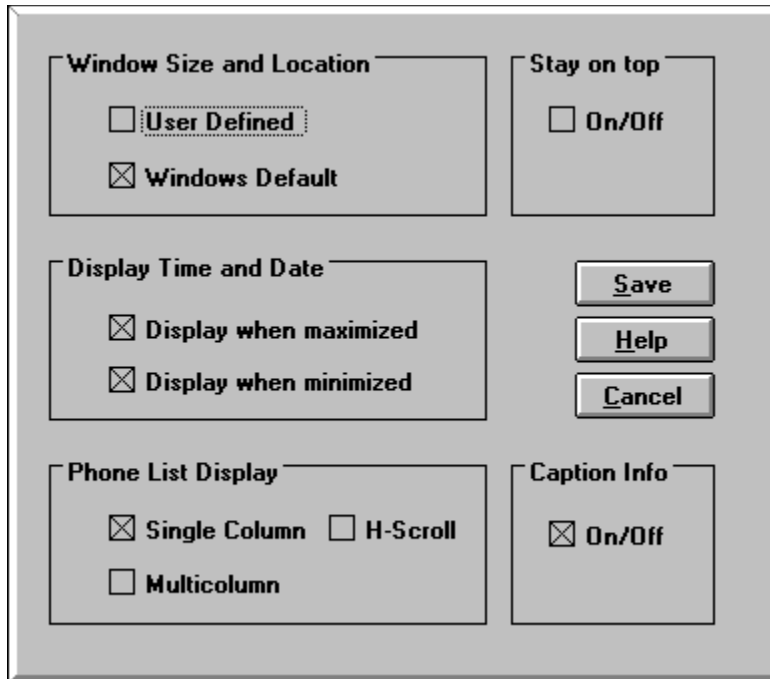 Window Size and Location
User Defined
Windows Default
Stay on top
On/Off
Display Time and Date
Display when maximized
Display when minimized
Save
Help
Cancel
Phone List Display
Single Column
H-Scroll
Multicolumn
Caption Info
On/Off